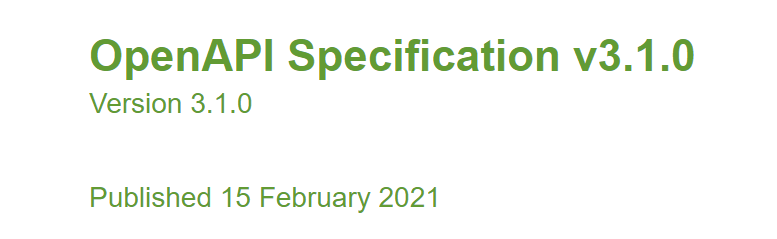 OpenAPI Specification v3.1.0
Version 3.1.0
Published 15 February 2021